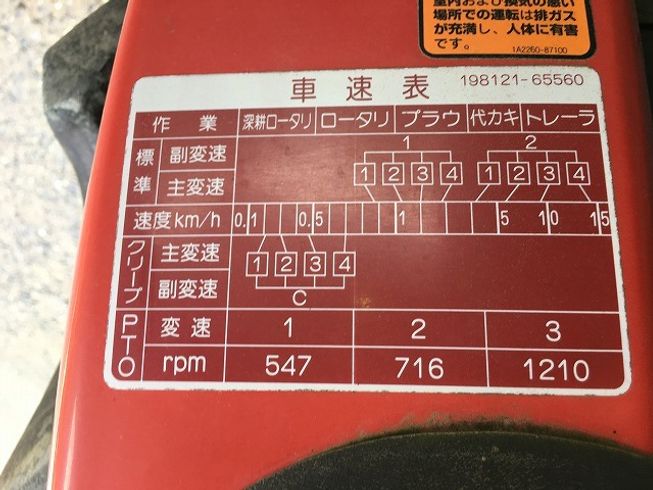 室内および換気の悪い
場所での運転は排ガス
が充満し、人体に有害
です。
1A2250-87100
車速表 198121-65560
作業 深耕ロータリ ロータリ プラウ 代カキ トレーラ
標準 副変速 1 2
主変速 1 2 3 4 1 2 3 4
速度km/h 0.1 0.5 1 5 10 15
クリープ 主変速 1 2 3 4
副変速 C
PTO 変速 1 2 3
rpm 547 716 1210